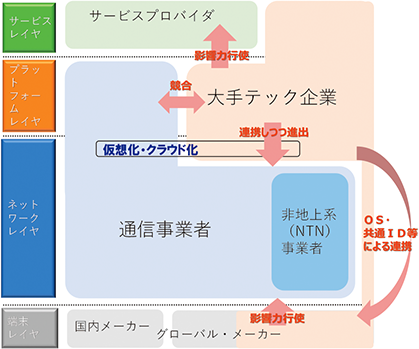 サービス
レイヤ
サービスプロバイダ
影響力行使
プラット
フォーム
レイヤ
競合
大手テック企業
連携しつつ進出
仮想化・クラウド化
ネット
ワーク
レイヤ
通信事業者
非地上系
（NTN）
事業者
ＯＳ・
共通ＩＤ等
による連携
影響力行使
端末
レイヤ
国内メーカー
グローバル・メーカー